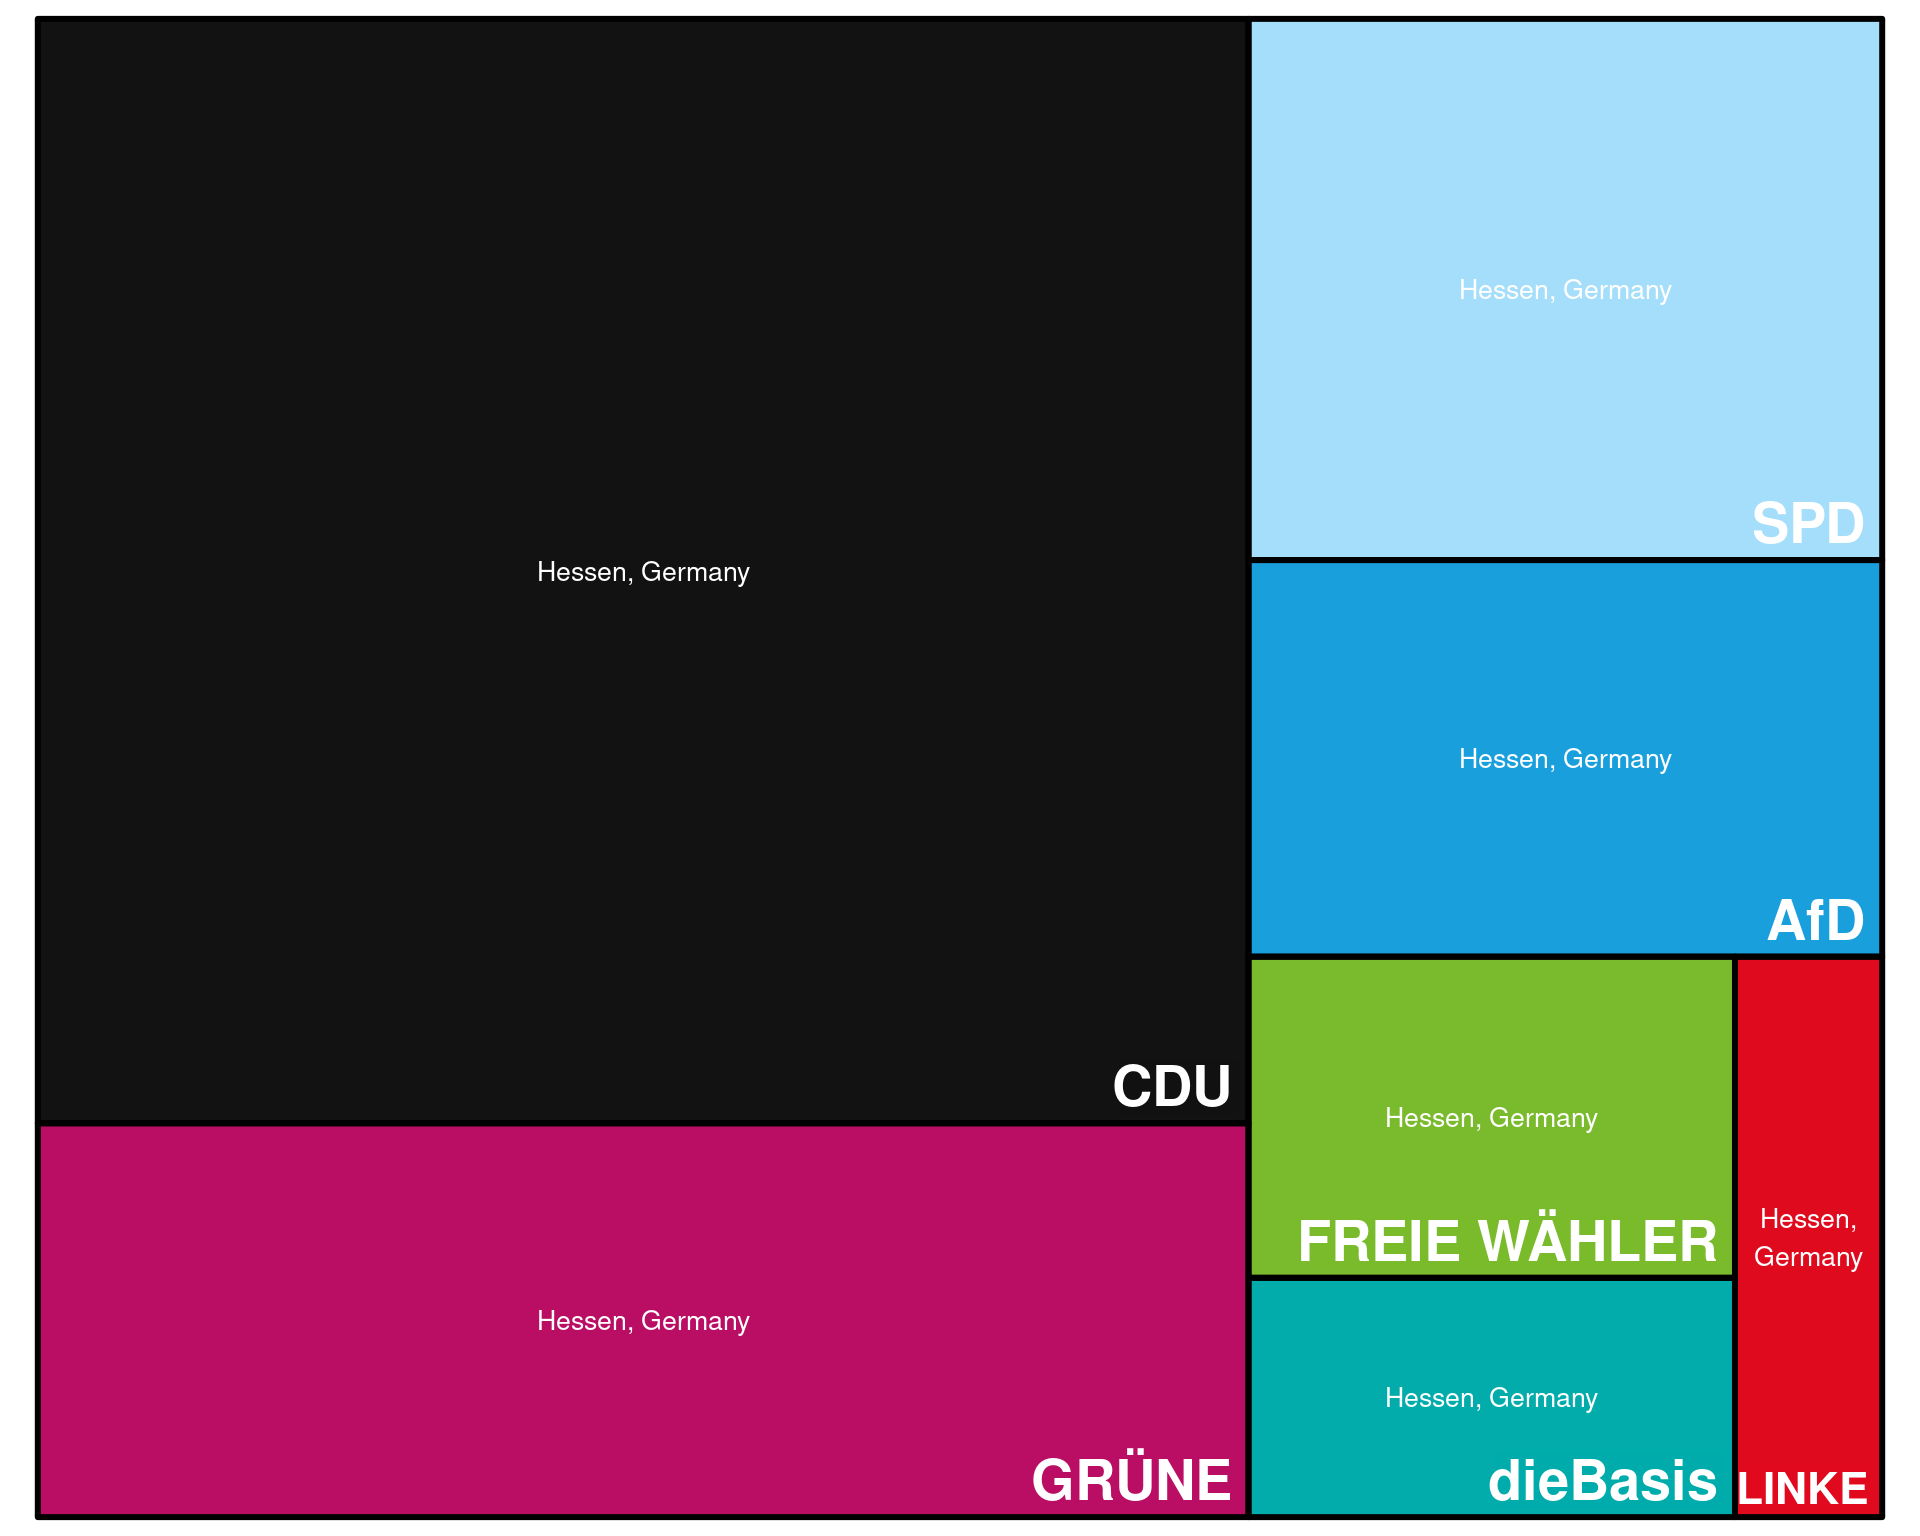 Hessen, Germany
CDU
Hessen, Germany
GRÜNE
Hessen, Germany
SPD
Hessen, Germany
AfD
Hessen, Germany
FREIE WÄHLER
Hessen, Germany
dieBasis
Hessen,
Germany
LINKE